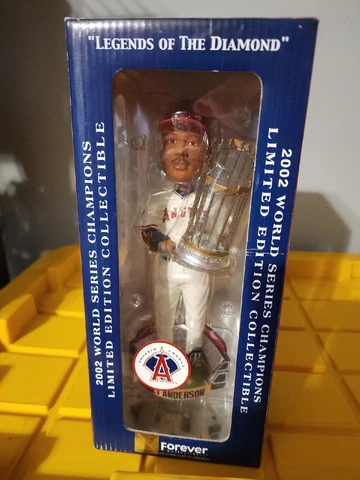 "LEGENDS OF THE DIAMOND"
2002 WORLD SERIES CHAMPIONS
LIMITED EDITION COLLECTIBLE
2002 WORLD SERIES CHAMPIONS
LIMITED EDITION COLLECTIBLE
ANGELS
A
ANDERSON
Forever